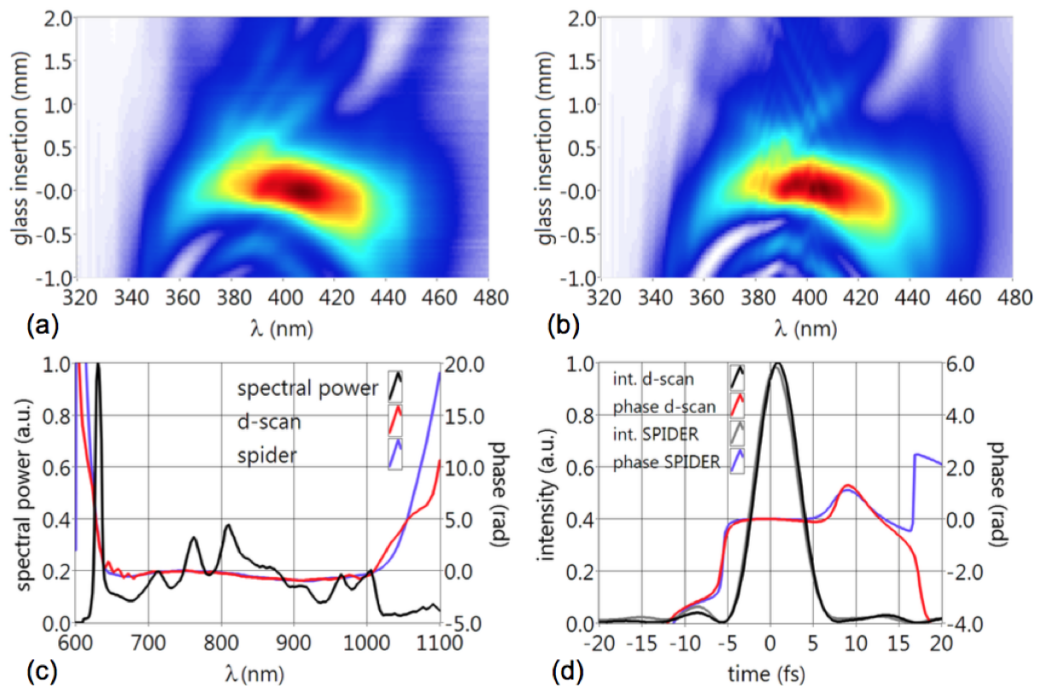 2.0
1.5
1.0
0.5
-0.0
-0.5
-1.0
glass insertion (mm)
320 340 360 380 400 420 440 460 480
λ (nm)
(a)
2.0
1.5
1.0
0.5
-0.0
-0.5
-1.0
glass insertion (mm)
320 340 360 380 400 420 440 460 480
λ (nm)
(b)
1.0
0.8
0.6
0.4
0.2
0.0
spectral power (a.u.)
spectral power
d-scan
spider
20.0
15.0
10.0
5.0
0.0
-5.0
phase (rad)
600 700 800 900 1000 1100
λ(nm)
(c)
1.0
0.8
0.6
0.4
0.2
0.0
intensity (a.u.)
int. d-scan
phase d-scan
int. SPIDER
phase SPIDER
6.0
4.0
2.0
0.0
-2.0
-4.0
phase (rad)
-20 -15 -10 -5 0 5 10 15 20
time (fs)
(d)